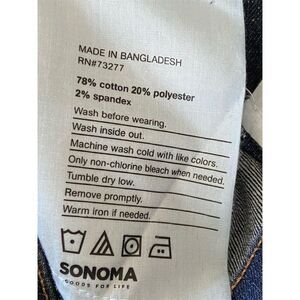 MADE IN BANGLADESH
RN#73277
78% cotton 20% polyester
2% spandex
Wash before wearing.
Wash inside out.
Machine wash cold with like colors.
Only non-chlorine bleach when needed.
Tumble dry low.
Remove promptly.
Warm iron if needed.
SONOMA
GOODS FOR LIFE